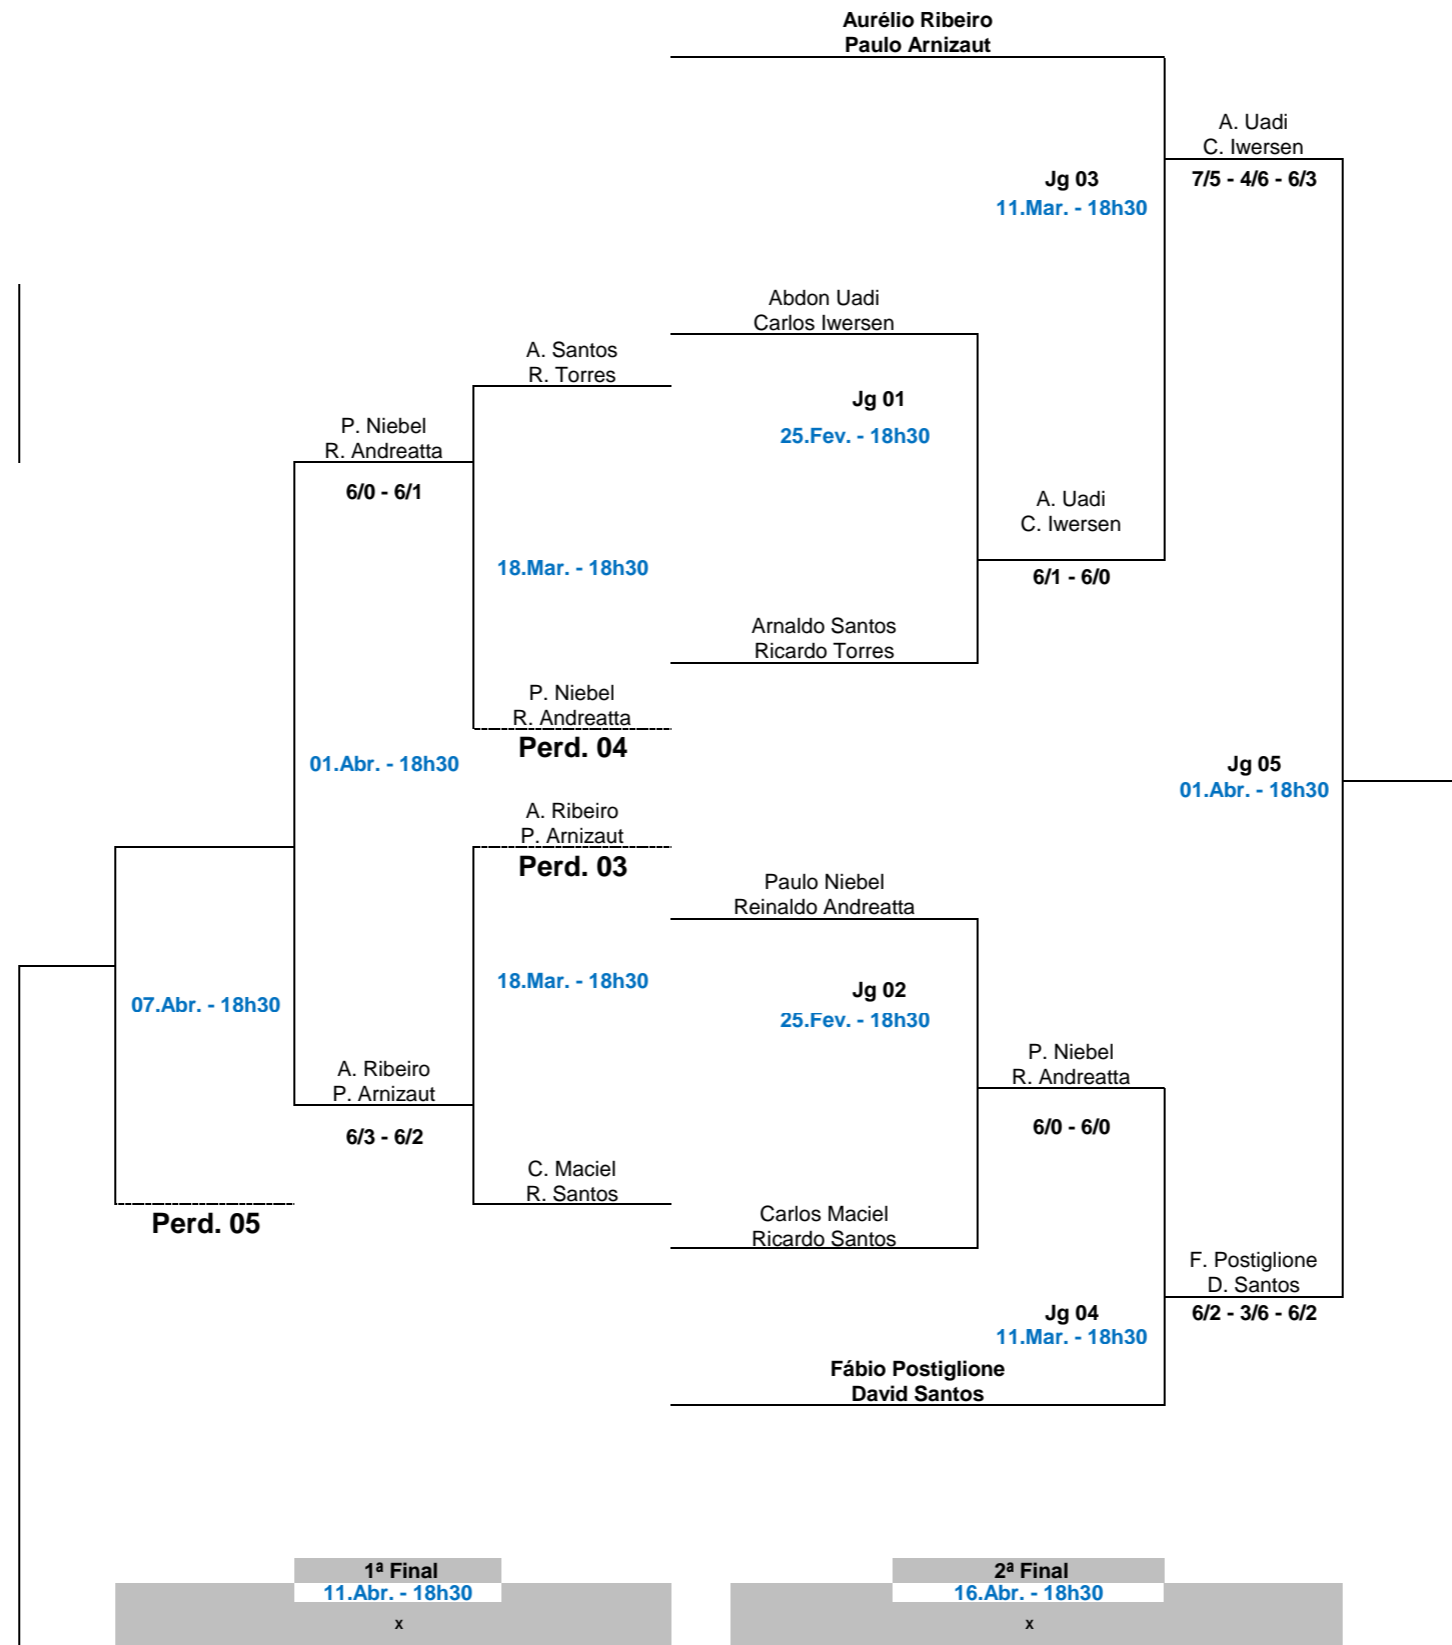 Aurélio Ribeiro
Paulo Arnizaut
A. Uadi
C. Iwersen
Jg 03
7/5 - 4/6 - 6/3
11.Mar. - 18h30
Abdon Uadi
Carlos Iwersen
A. Santos
R. Torres
Jg 01
P. Niebel
R. Andreatta
25.Fev. - 18h30
6/0 - 6/1
A. Uadi
C. Iwersen
18.Mar. - 18h30
6/1 - 6/0
Arnaldo Santos
Ricardo Torres
P. Niebel
R. Andreatta
Perd. 04
01.Abr. - 18h30
Jg 05
01.Abr. - 18h30
A. Ribeiro
P. Arnizaut
Perd. 03
Paulo Niebel
Reinaldo Andreatta
18.Mar. - 18h30
Jg 02
07.Abr. - 18h30
25.Fev. - 18h30
P. Niebel
R. Andreatta
A. Ribeiro
P. Arnizaut
6/0 - 6/0
6/3 - 6/2
C. Maciel
R. Santos
Perd. 05
Carlos Maciel
Ricardo Santos
F. Postiglione
D. Santos
Jg 04
6/2 - 3/6 - 6/2
11.Mar. - 18h30
Fábio Postiglione
David Santos
1ª Final
2ª Final
11.Abr. - 18h30
16.Abr. - 18h30
x
x